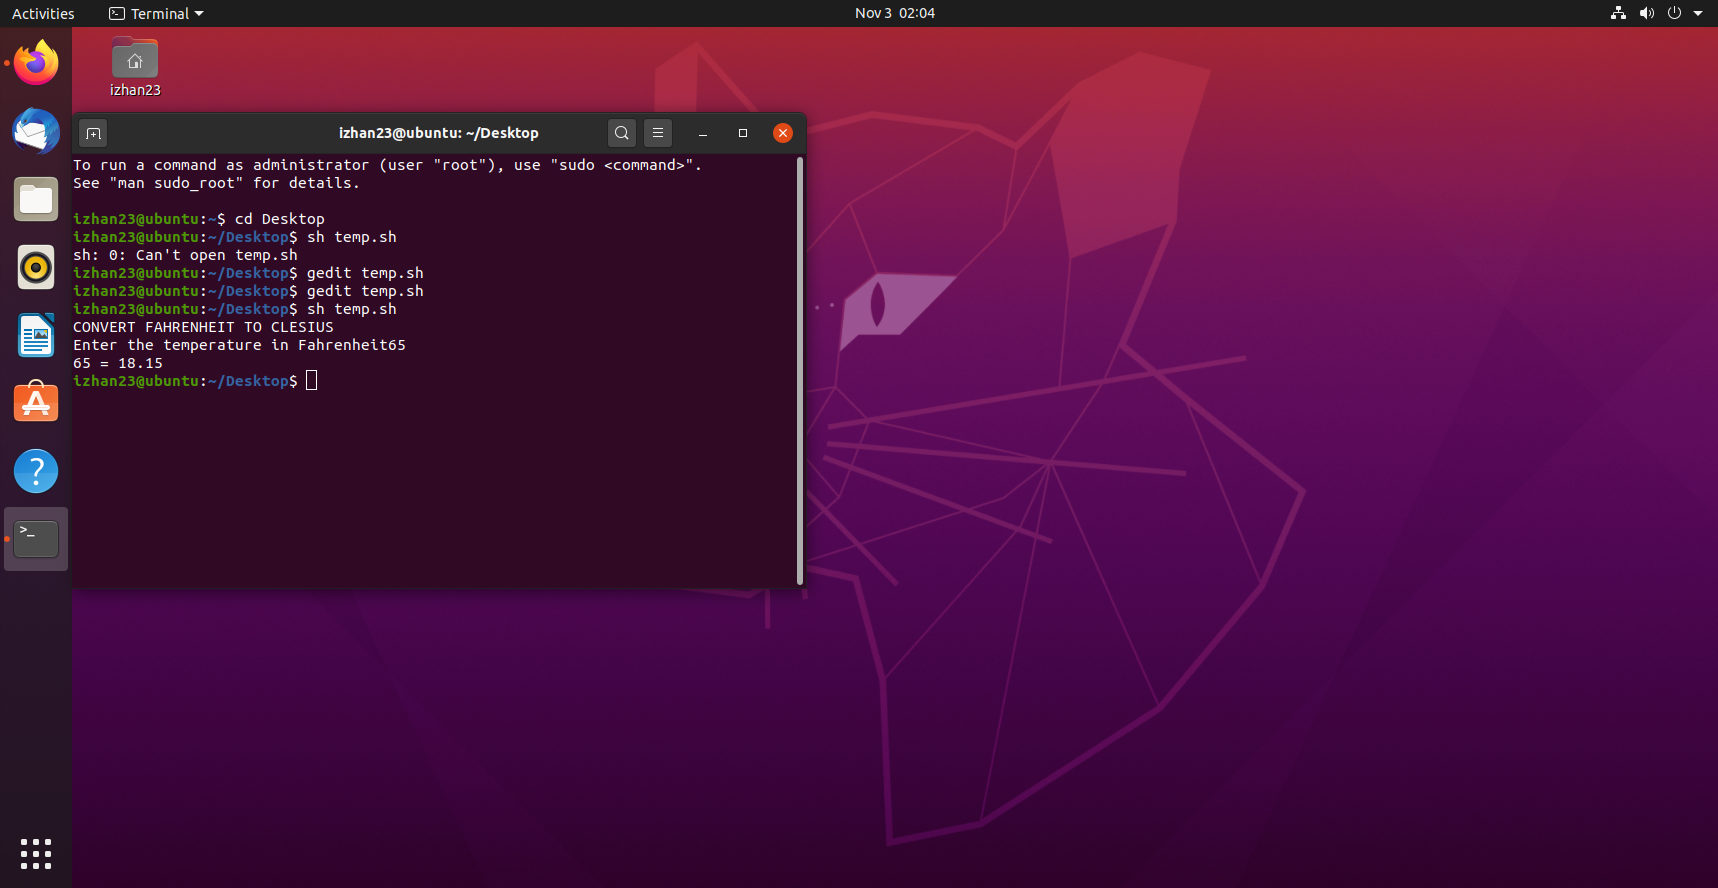 Activities
Terminal
Nov 3 02:04
izhan23
izhan23@ubuntu: ~/Desktop
To run a command as administrator (user "root"), use "sudo <command>".
See "man sudo_root" for details.
izhan23@ubuntu:~$ cd Desktop
izhan23@ubuntu:~/Desktop$ sh temp.sh
sh: 0: Can't open temp.sh
izhan23@ubuntu:~/Desktop$ gedit temp.sh
izhan23@ubuntu:~/Desktop$ gedit temp.sh
izhan23@ubuntu:~/Desktop$ sh temp.sh
CONVERT FAHRENHEIT TO CLESIUS
Enter the temperature in Fahrenheit65
65 = 18.15
izhan23@ubuntu:~/Desktop$